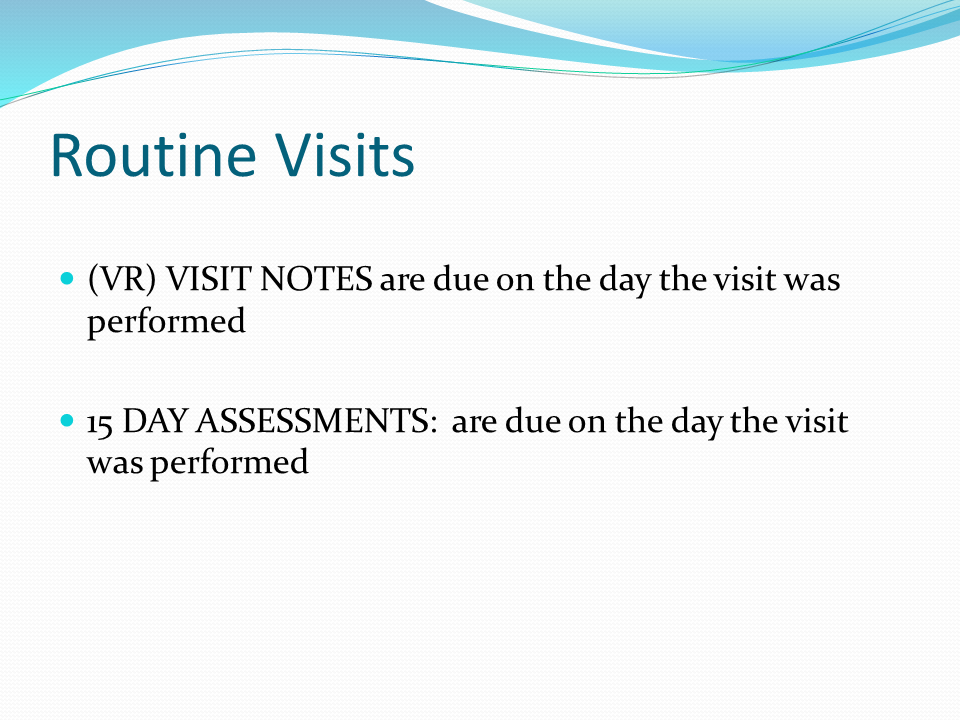 Routine Visits
(VR) VISIT NOTES are due on the day the visit was
performed
15 DAY ASSESSMENTS:  are due on the day the visit
was performed